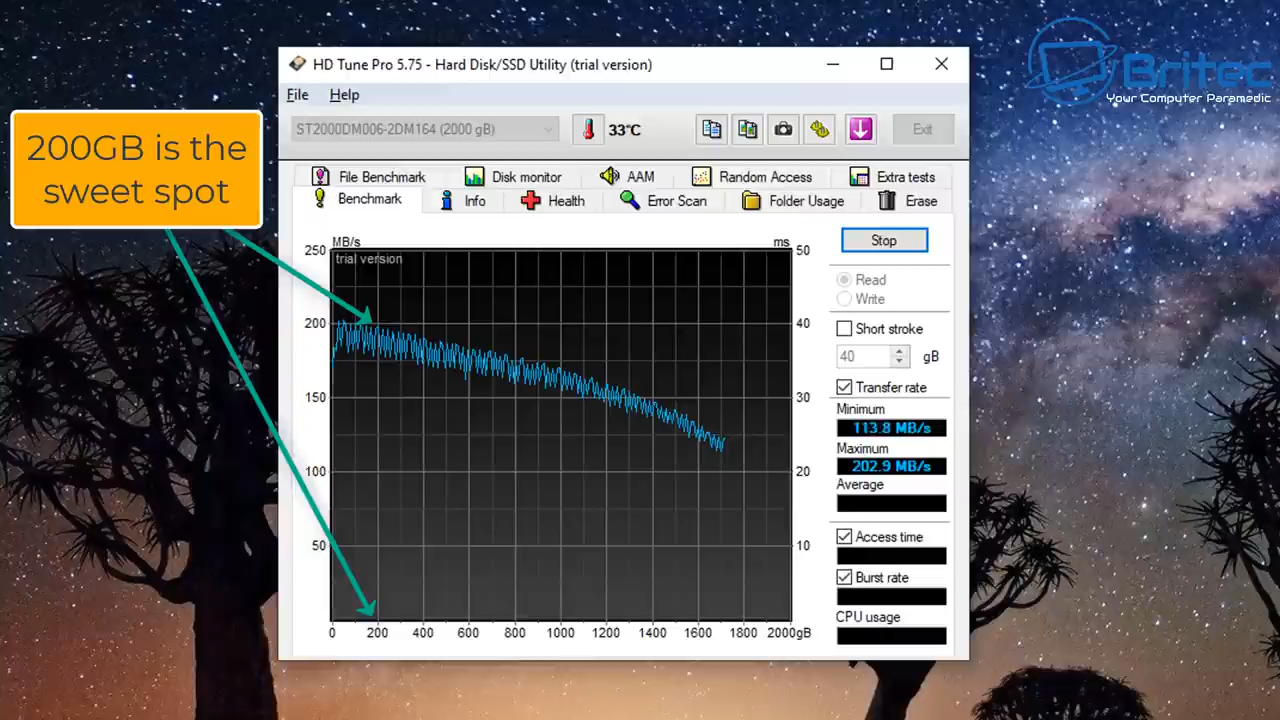 HD Tune Pro 5.75 - Hard Disk/SSD Utility (trial version)
Britec
Your Computer Paramedic
File Help
200GB is the
sweet spot
ST2000DM006-2DM164 (2000 gB)
33°C
Exit
File Benchmark Disk monitor AAM Random Access Extra tests
Benchmark Info Health Error Scan Folder Usage Erase
MB/s
ms
250
50
trial version
200
40
150
30
100
20
50
10
0 200 400 600 800 1000 1200 1400 1600 1800 2000gB
Stop
Read
Write
Short stroke
40 gB
Transfer rate
Minimum
113.8 MB/s
Maximum
202.9 MB/s
Average
Access time
Burst rate
CPU usage